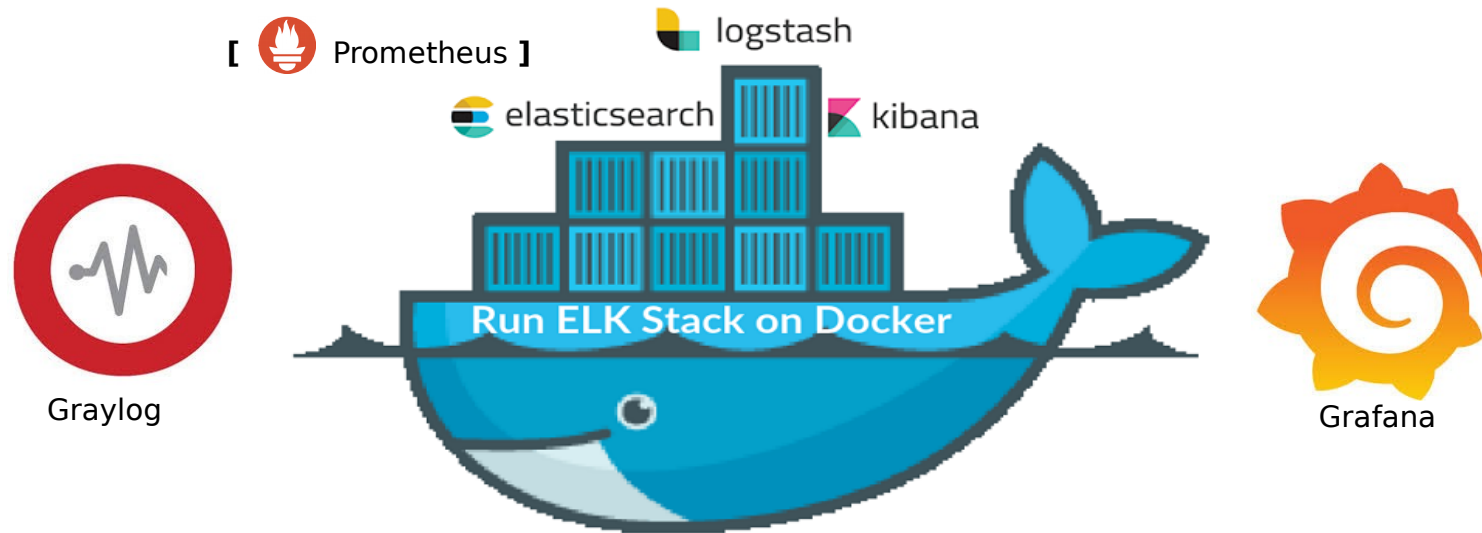 logstash
[ Prometheus ]
elasticsearch
kibana
Run ELK Stack on Docker
Graylog
Grafana